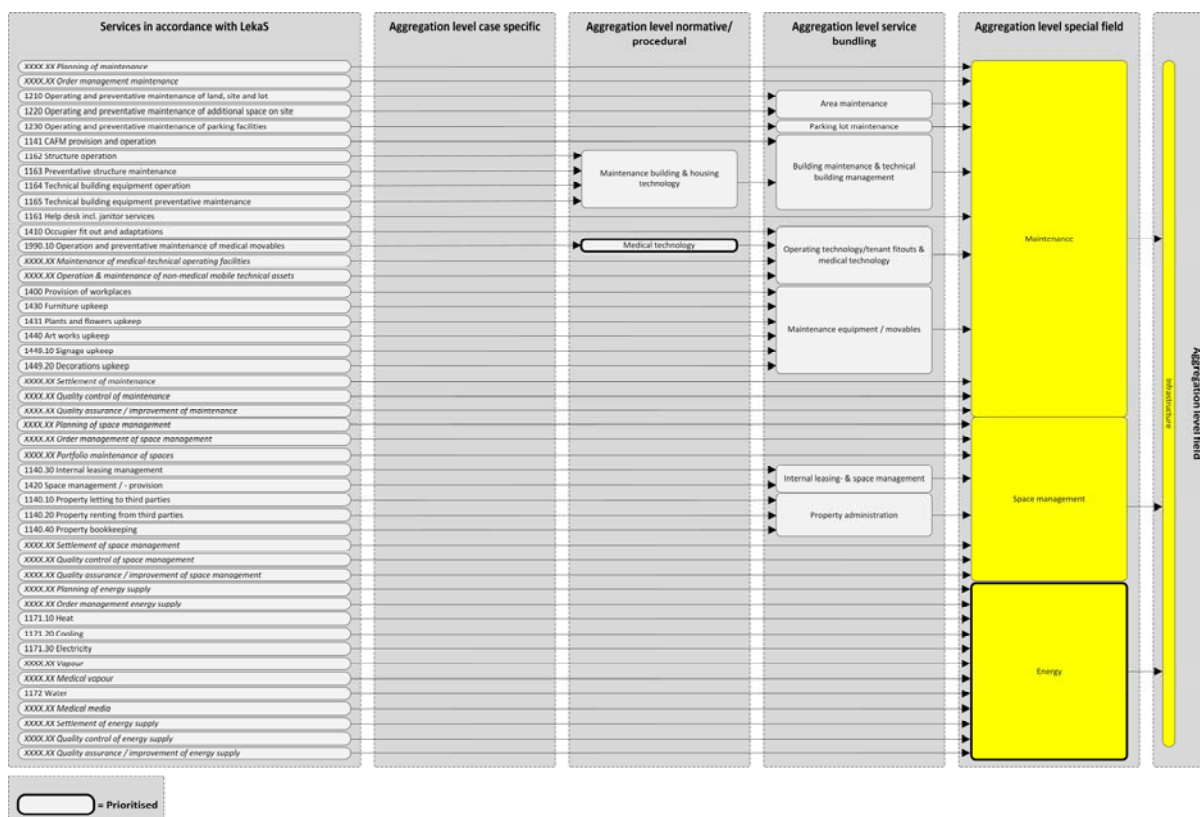 Services in accordance with LekaS
Aggregation level case specific
Aggregation level normative/
procedural
Aggregation level service
bundling
Aggregation level special field
XXXX.XX Planning of maintenance
XXXX.XX Order management maintenance
1210 Operating and preventative maintenance of land, site and lot
1220 Operating and preventative maintenance of additional space on site
1230 Operating and preventative maintenance of parking facilities
1141 CAFM provision and operation
1162 Structure operation
1163 Preventative structure maintenance
1164 Technical building equipment operation
1165 Technical building equipment preventative maintenance
1161 Help desk incl. janitor services
1410 Occupier fit out and adaptations
1990.10 Operation and preventative maintenance of medical movables
XXXX.XX Maintenance of medical-technical operating facilities
XXXX.XX Operation & maintenance of non-medical mobile technical assets
1400 Provision of workplaces
1430 Furniture upkeep
1431 Plants and flowers upkeep
1440 Art works upkeep
1449.10 Signage upkeep
1449.20 Decorations upkeep
XXXX.XX Settlement of maintenance
XXXX.XX Quality control of maintenance
XXXX.XX Quality assurance / improvement of maintenance
XXXX.XX Planning of space management
XXXX.XX Order management of space management
XXXX.XX Portfolio maintenance of spaces
1140.30 Internal leasing management
1420 Space management / - provision
1140.10 Property letting to third parties
1140.20 Property renting from third parties
1140.40 Property bookkeeping
XXXX.XX Settlement of space management
XXXX.XX Quality control of space management
XXXX.XX Quality assurance / improvement of space management
XXXX.XX Planning of energy supply
XXXX.XX Order management energy supply
1171.10 Heat
1171.20 Cooling
1171.30 Electricity
XXXX.XX Vapour
XXXX.XX Medical vapour
1172 Water
XXXX.XX Medical media
XXXX.XX Settlement of energy supply
XXXX.XX Quality control of energy supply
XXXX.XX Quality assurance / improvement of energy supply
Maintenance building & housing
technology
Medical technology
Area maintenance
Parking lot maintenance
Building maintenance & technical
building management
Operating technology/tenant fitouts &
medical technology
Maintenance equipment / movables
Internal leasing- & space management
Property administration
Maintenance
Space management
Energy
Infrastructure
Aggregation level field
= Prioritised